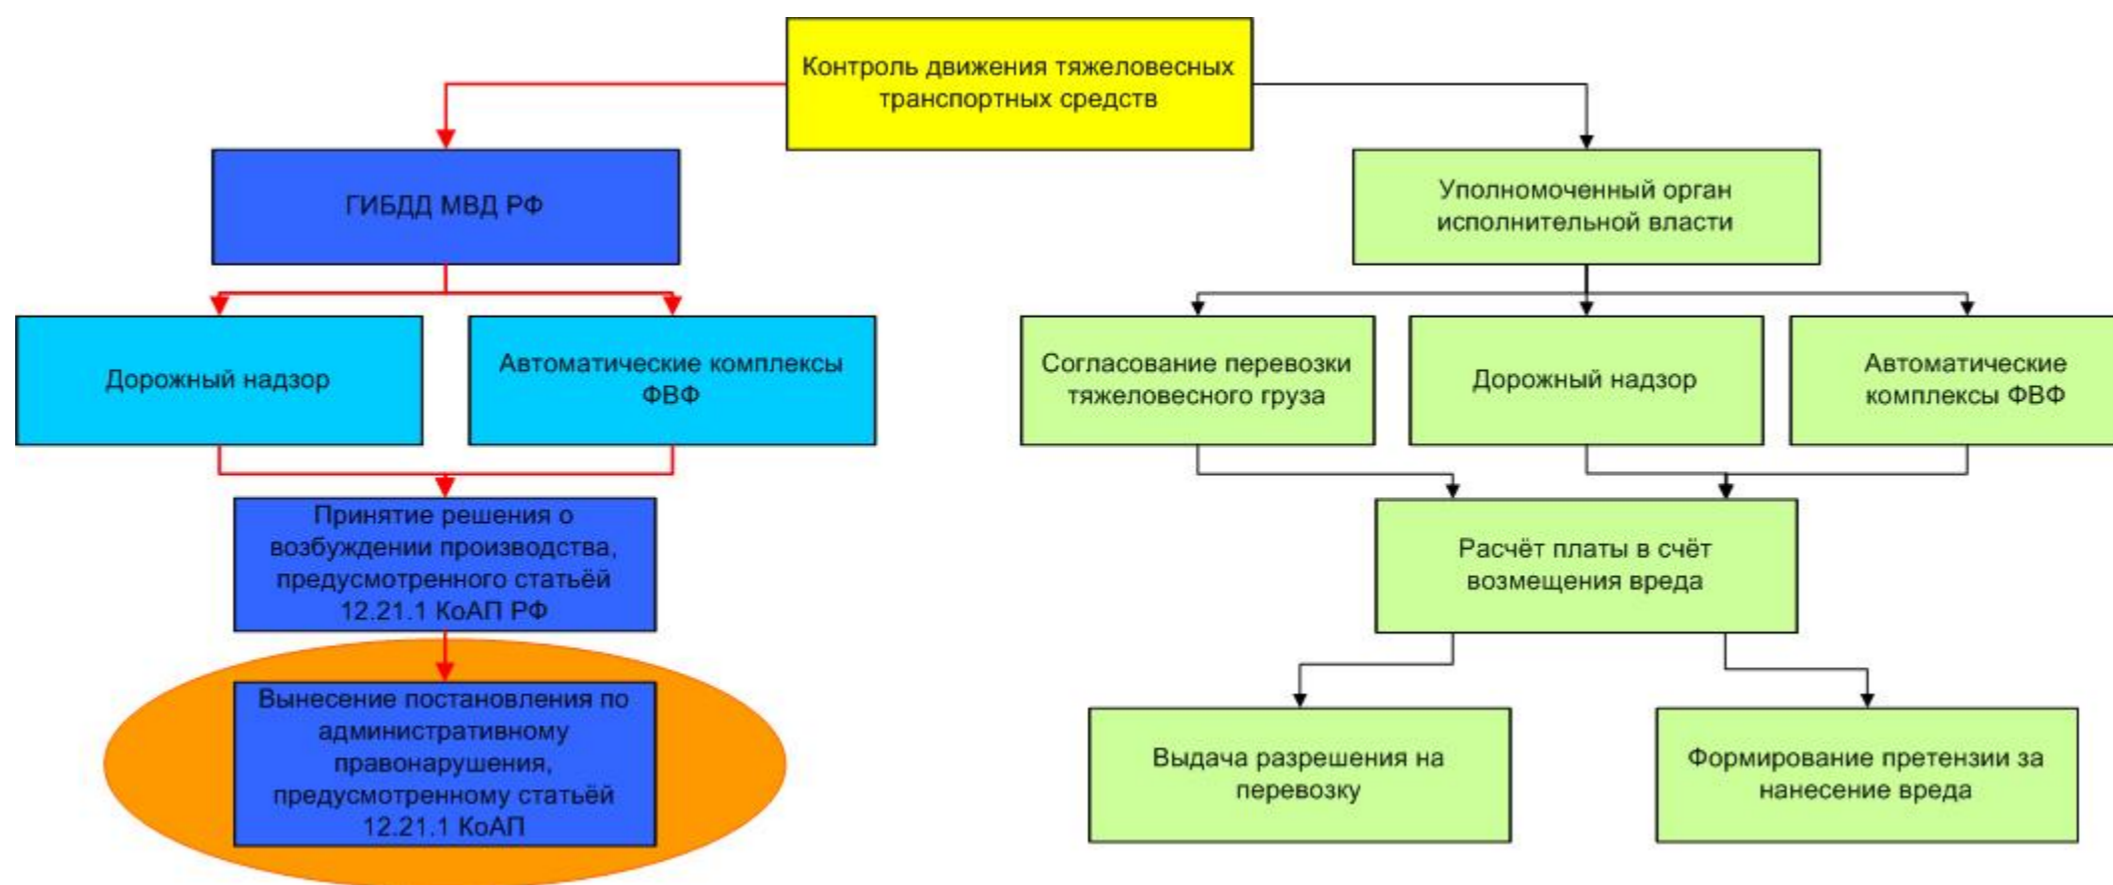 Контроль движения тяжеловесных
транспортных средств
ГИБДД МВД РФ
Уполномоченный орган
исполнительной власти
Дорожный надзор
Автоматические комплексы
ФВФ
Согласование перевозки
тяжеловесного груза
Дорожный надзор
Автоматические
комплексы ФВФ
Принятие решения о
возбуждении производства,
предусмотренного статьёй
12.21.1 КоАП РФ
Расчёт платы в счёт
возмещения вреда
Вынесение постановления по
административному
правонарушения,
предусмотренному статьёй
12.21.1 КоАП
Выдача разрешения на
перевозку
Формирование претензии за
нанесение вреда